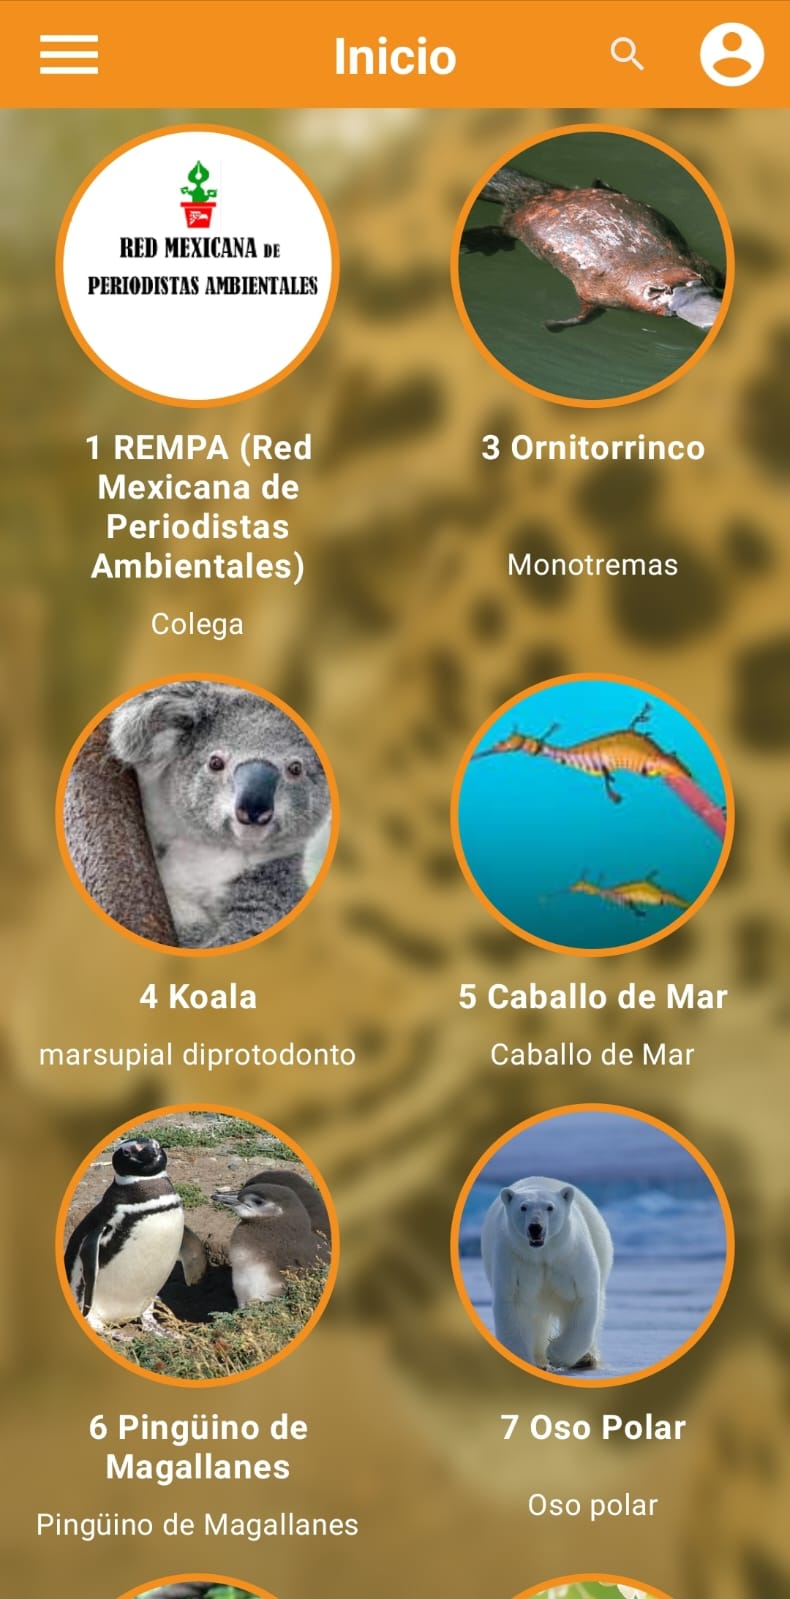 Inicio
RED MEXICANA DE
PERIODISTAS AMBIENTALES
1 REMPA (Red
Mexicana de
Periodistas
Ambientales)
Colega
3 Ornitorrinco
Monotremas
4 Koala
marsupial diprotodonto
5 Caballo de Mar
Caballo de Mar
6 Pingüino de
Magallanes
Pingüino de Magallanes
7 Oso Polar
Oso polar